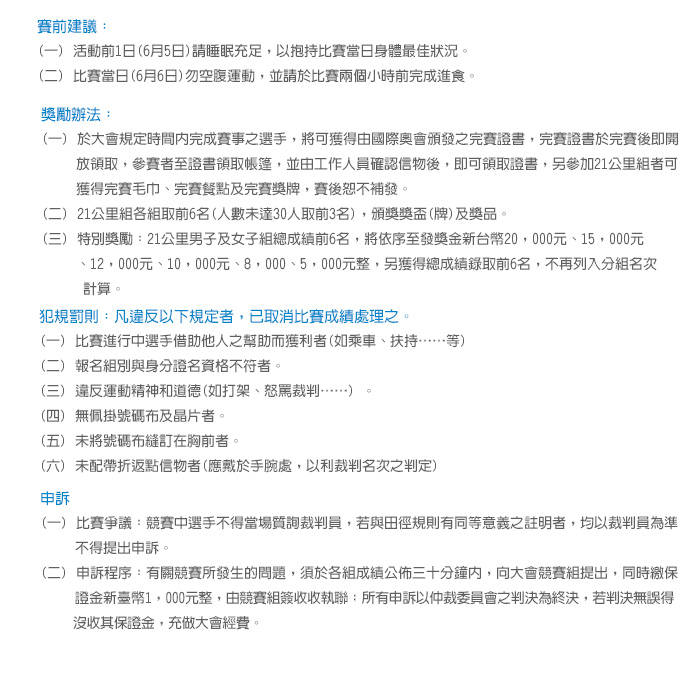 賽前建議：
(一) 活動前1日(6月5日)請睡眠充足，以抱持比賽當日身體最佳狀況。
(二) 比賽當日(6月6日)勿空腹運動，並請於比賽兩個小時前完成進食。
獎勵辦法：
(一) 於大會規定時間內完成賽事之選手，將可獲得由國際奧會頒發之完賽證書，完賽證書於完賽後即開
放領取，參賽者至證書領取帳篷，並由工作人員確認信物後，即可領取證書，另參加21公里組者可
獲得完賽毛巾、完賽餐點及完賽獎牌，賽後恕不補發。
(二) 21公里組各組取前6名(人數未達30人取前3名)，頒獎獎盃(牌)及獎品。
(三) 特別獎勵：21公里男子及女子組總成績前6名，將依序至發獎金新台幣20，000元、15，000元
、12，000元、10，000元、8，000、5，000元整，另獲得總成績錄取前6名，不再列入分組名次
計算。
犯規罰則：凡違反以下規定者，已取消比賽成績處理之。
(一) 比賽進行中選手借助他人之幫助而獲利者(如乘車、扶持……等)
(二) 報名組別與身分證名資格不符者。
(三) 違反運動精神和道德(如打架、怒罵裁判……) 。
(四) 無佩掛號碼布及晶片者。
(五) 未將號碼布縫訂在胸前者。
(六) 未配帶折返點信物者(應戴於手腕處，以利裁判名次之判定)
申訴
(一) 比賽爭議：競賽中選手不得當場質詢裁判員，若與田徑規則有同等意義之註明者，均以裁判員為準
不得提出申訴。
(二) 申訴程序：有關競賽所發生的問題，須於各組成績公佈三十分鐘內，向大會競賽組提出，同時繳保
證金新臺幣1，000元整，由競賽組簽收收執聯：所有申訴以仲裁委員會之判決為終決，若判決無誤得
沒收其保證金，充做大會經費。